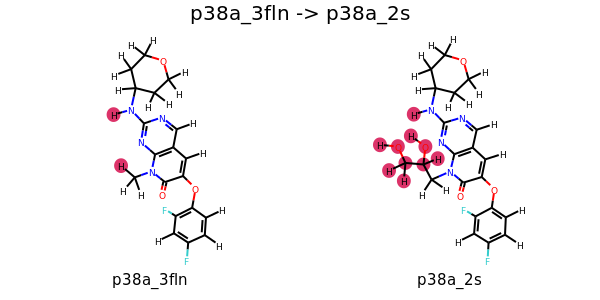 p38a_3fln -> p38a_2s
H H H H
H O H O
H H H H
H H H H H H
H N H N
N H N H
N H N H
H O H O H
H N H N
H H O O H H H O O
F H F H
H H H H
F F
p38a_3fln p38a_2s